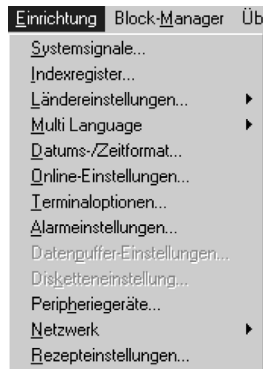 Einrichtung Block-Manager Üb
Systemsignale...
Indexregister...
Ländereinstellungen...
Multi Language
Datums-/Zeitformat...
Online-Einstellungen...
Terminaloptionen...
Alarmeinstellungen...
Datenpuffer-Einstellungen...
Disketteneinstellung...
Peripheriegeräte...
Netzwerk
Rezepteinstellungen...